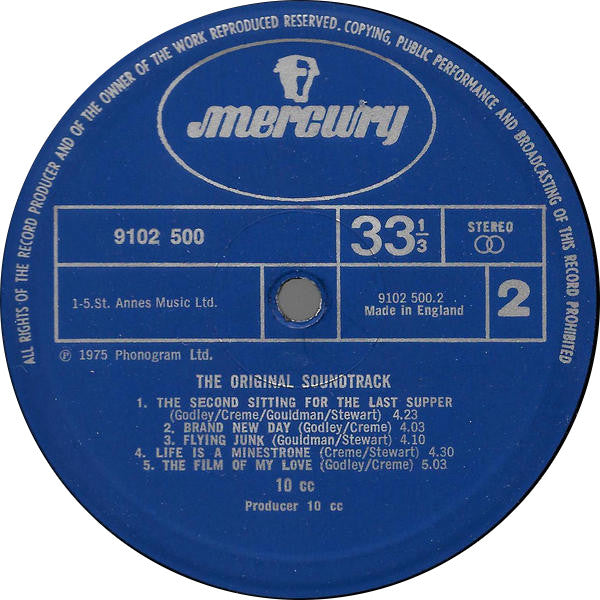 ALL RIGHTS OF THE RECORD PRODUCER AND OF THE OWNER OF THE WORK REPRODUCED RESERVED. COPYING, PUBLIC PERFORMANCE AND BROADCASTING OF THIS RECORD PROHIBITED
mercury
9102 500
33 1/3
STEREO
1-5.St. Annes Music Ltd.
9102 500.2
Made in England
2
℗ 1975 Phonogram Ltd.
THE ORIGINAL SOUNDTRACK
1. THE SECOND SITTING FOR THE LAST SUPPER
(Godley/Creme/Gouldman/Stewart) 4.23
2. BRAND NEW DAY (Godley/Creme) 4.03
3. FLYING JUNK (Gouldman/Stewart) 4.10
4. LIFE IS A MINESTRONE (Creme/Stewart) 4.30
5. THE FILM OF MY LOVE (Godley/Creme) 5.03
10 cc
Producer 10 cc